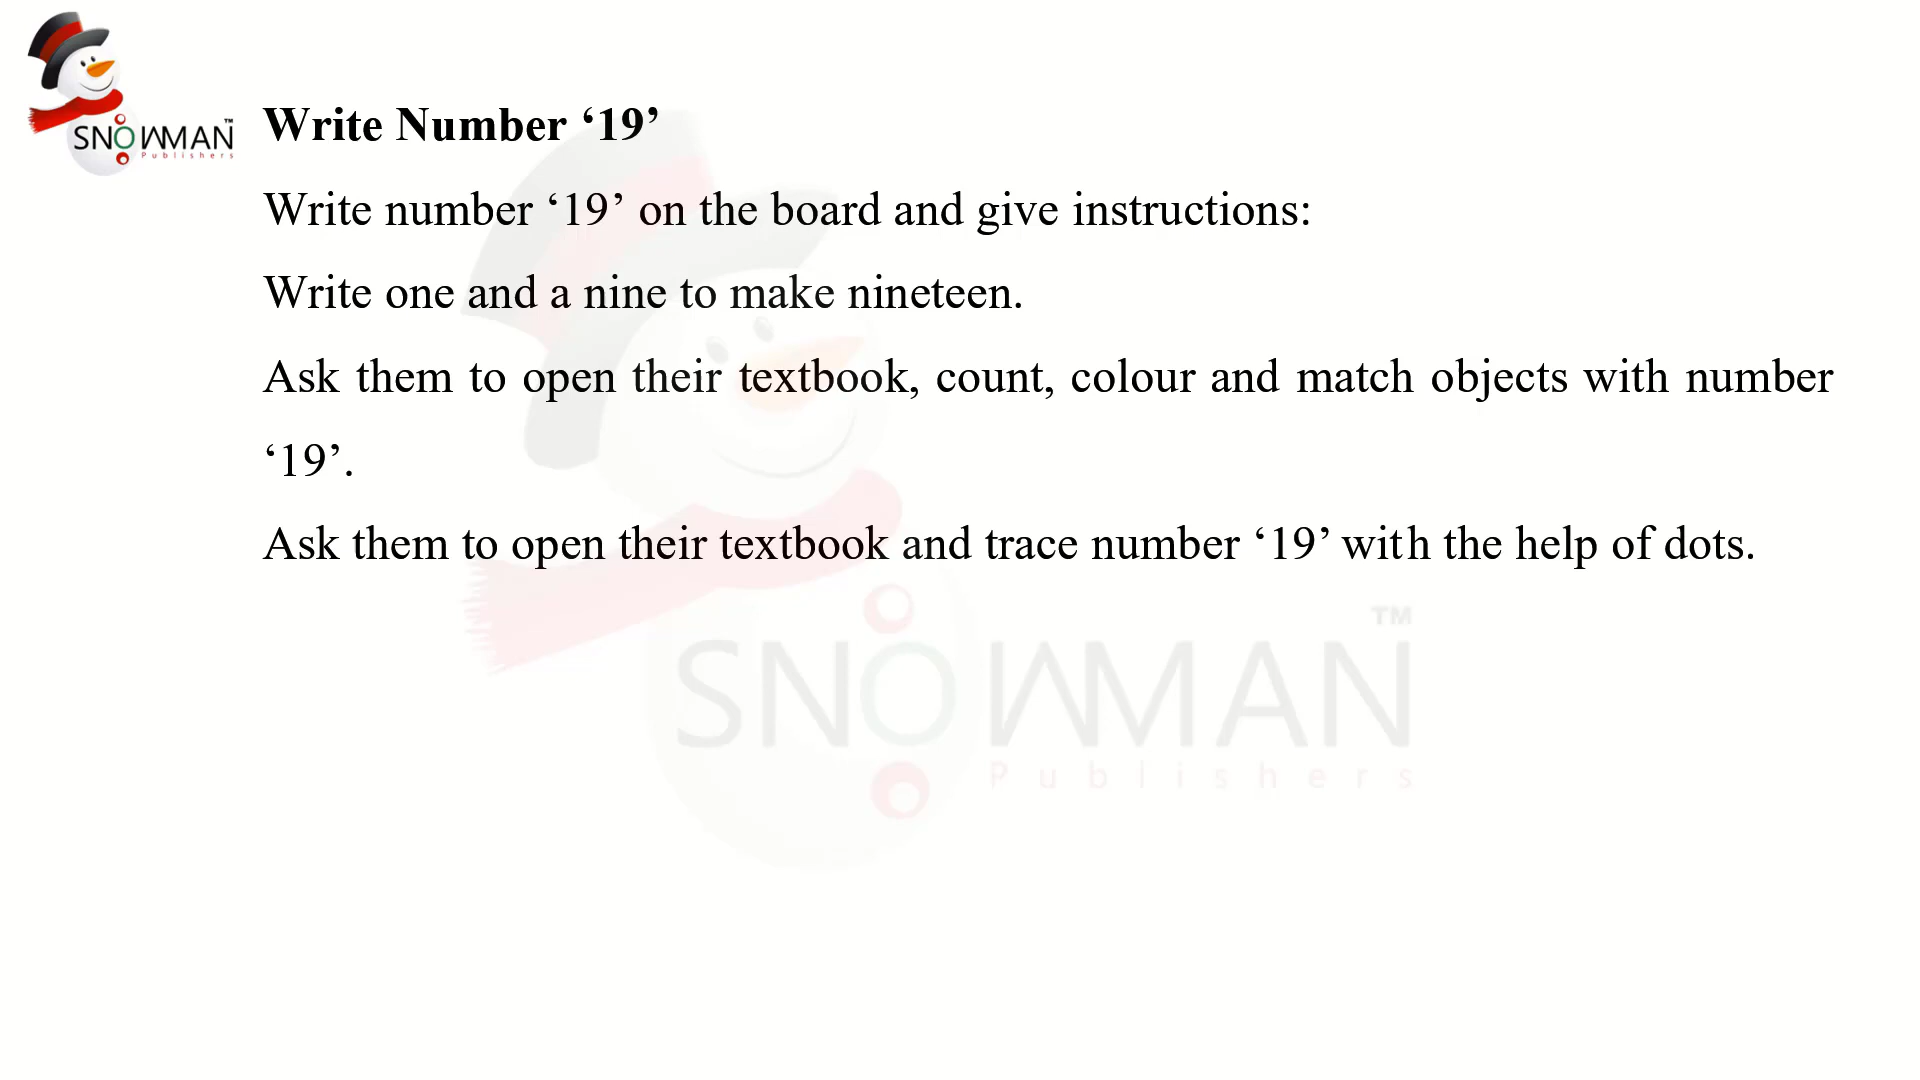 SNOWMAN
TM
Publishers
Write Number ‘19’
Write number ‘19’ on the board and give instructions:
Write one and a nine to make nineteen.
Ask them to open their textbook, count, colour and match objects with number
‘19’.
Ask them to open their textbook and trace number ‘19’ with the help of dots.
TM
SNOWMAN
Publishers